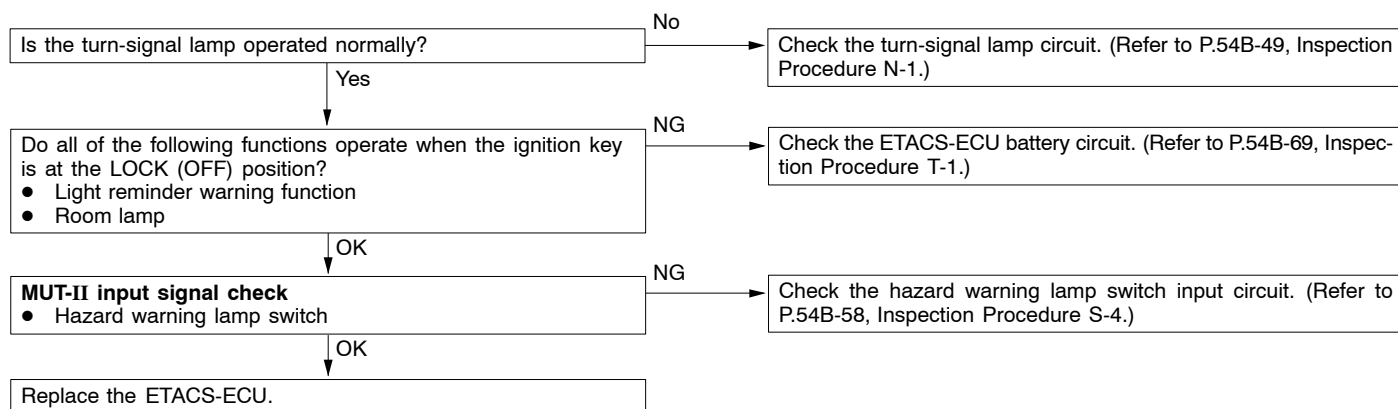 Is the turn-signal lamp operated normally?
No
Check the turn-signal lamp circuit. (Refer to P.54B-49, Inspection
Procedure N-1.)
Yes
Do all of the following functions operate when the ignition key
is at the LOCK (OFF) position?
● Light reminder warning function
● Room lamp
NG
Check the ETACS-ECU battery circuit. (Refer to P.54B-69, Inspec-
tion Procedure T-1.)
OK
MUT-II input signal check
● Hazard warning lamp switch
NG
Check the hazard warning lamp switch input circuit. (Refer to
P.54B-58, Inspection Procedure S-4.)
OK
Replace the ETACS-ECU.